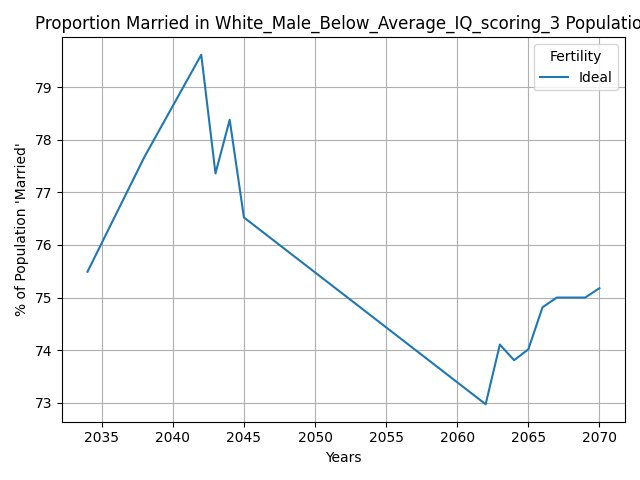 Proportion Married in White_Male_Below_Average_IQ_scoring_3 Populatio
Fertility
Ideal
79
78
77
76
75
74
73
% of Population 'Married'
2035 2040 2045 2050 2055 2060 2065 2070
Years